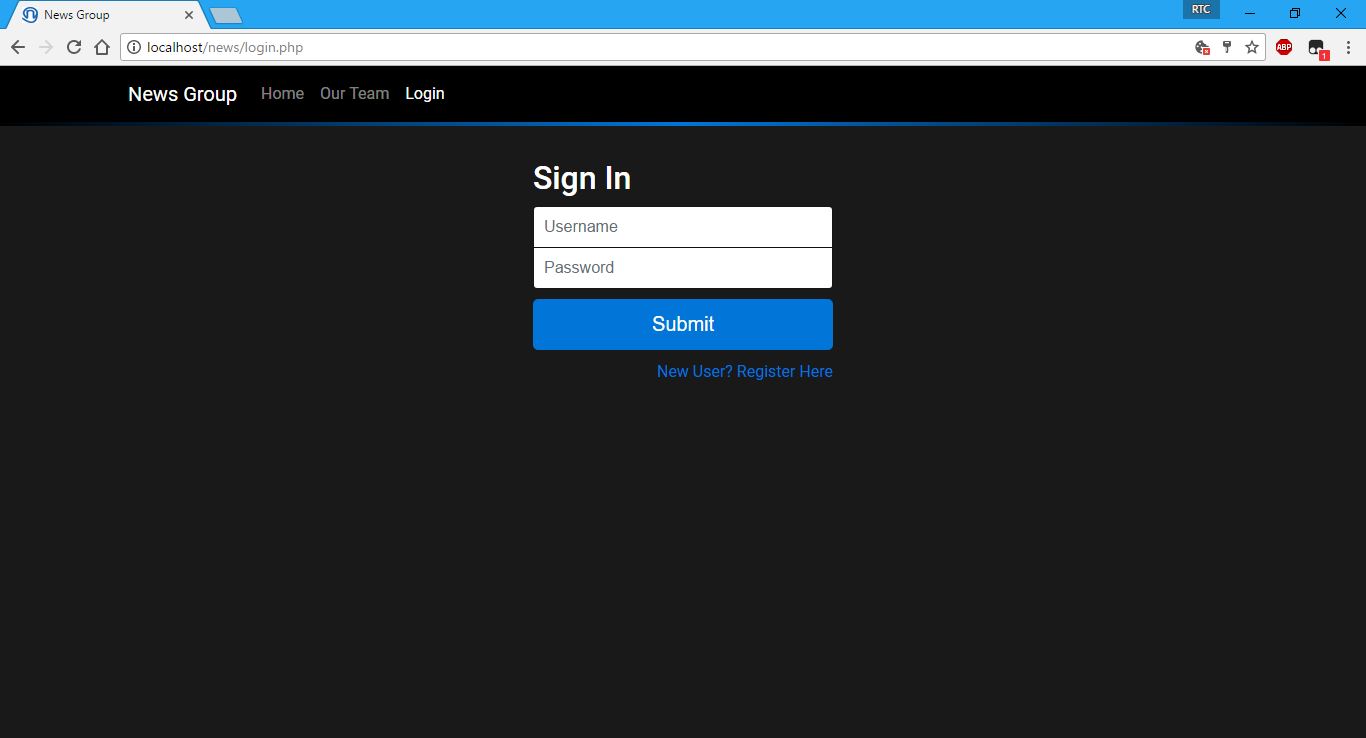 News Group
RTC
localhost/news/login.php
ABP
1
News Group Home Our Team Login
Sign In
Username
Password
Submit
New User? Register Here